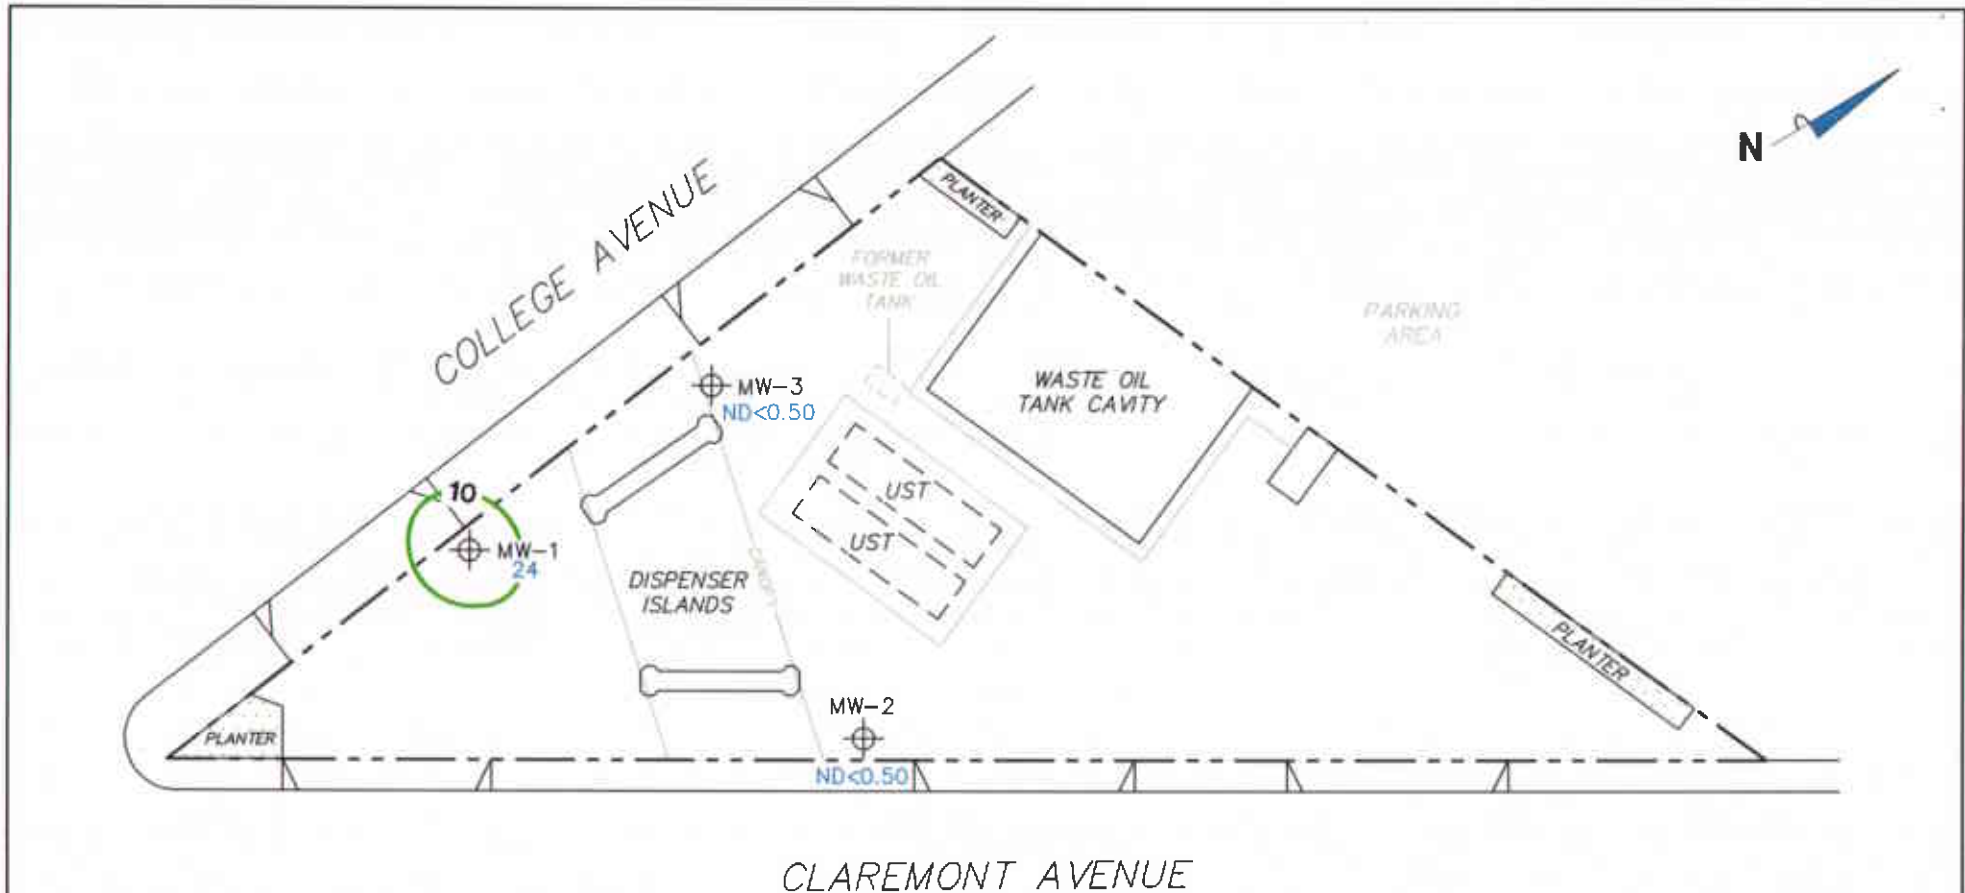 N
PLANTER
COLLEGE AVENUE
FORMER
WASTE OIL
TANK
PARKING
AREA
MW-3
ND<0.50
WASTE OIL
TANK CAVITY
10
UST
UST
MW-1
24
CANOPY
DISPENSER
ISLANDS
PLANTER
MW-2
PLANTER
ND<0.50
CLAREMONT AVENUE